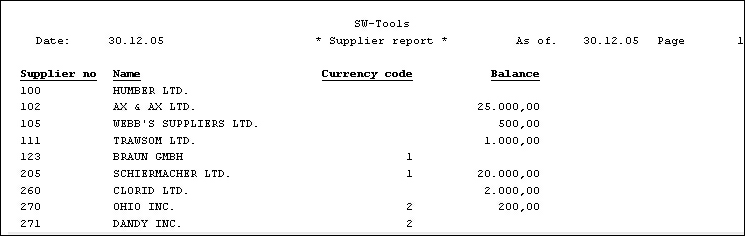 SW-Tools
Date: 30.12.05 * Supplier report * As of. 30.12.05 Page 1
Supplier no Name Currency code Balance
100 HUMBER LTD.
102 AX & AX LTD. 25.000,00
105 WEBB'S SUPPLIERS LTD. 500,00
111 TRAWSOM LTD. 1.000,00
123 BRAUN GMBH 1
205 SCHIERMACHER LTD. 1 20.000,00
260 CLORID LTD. 2.000,00
270 OHIO INC. 2 200,00
271 DANDY INC. 2